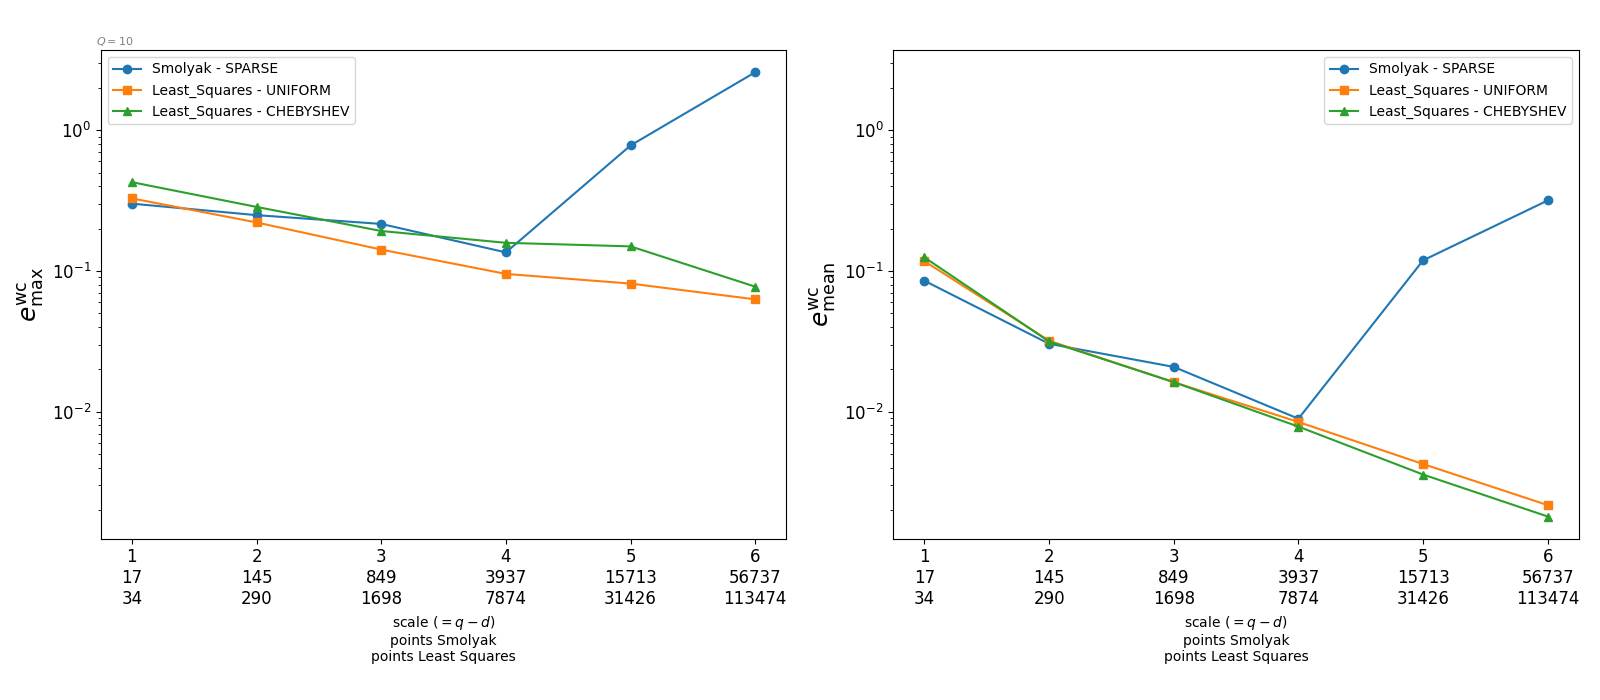 Q = 10
Smolyak - SPARSE
Least_Squares - UNIFORM
Least_Squares - CHEBYSHEV
10^0
10^-1
10^-2
e^wc_max
1 2 3 4 5 6
17 145 849 3937 15713 56737
34 290 1698 7874 31426 113474
scale (= q − d)
points Smolyak
points Least Squares
Smolyak - SPARSE
Least_Squares - UNIFORM
Least_Squares - CHEBYSHEV
10^0
10^-1
10^-2
e^wc_mean
1 2 3 4 5 6
17 145 849 3937 15713 56737
34 290 1698 7874 31426 113474
scale (= q − d)
points Smolyak
points Least Squares